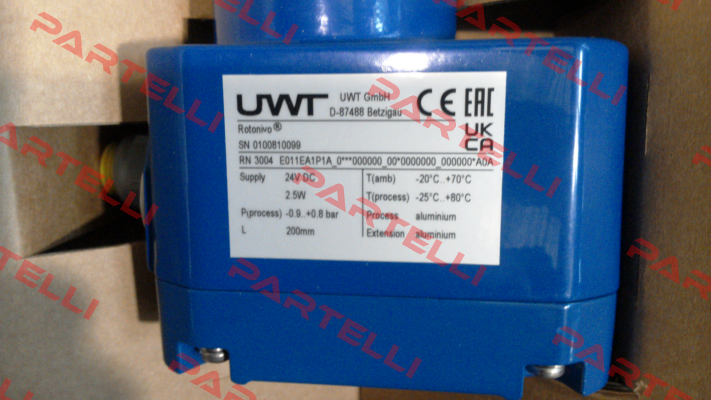 UWT
UWT GmbH
D-87488 Betzigau
CE EAC
UK
CA
Rotonivo®
SN 0100810099
RN 3004 E011EA1P1A_0***000000_00*0000000_000000*A0A
Supply 24V DC T(amb) -20°C..+70°C
2.5W T(process) -25°C..+80°C
P(process) -0.9..+0.8 bar Process aluminium
L 200mm Extension aluminium
PARTELLI
PARTELLI
PARTELLI
PARTELLI
PARTELLI
PARTELLI
PARTELLI
PARTELLI